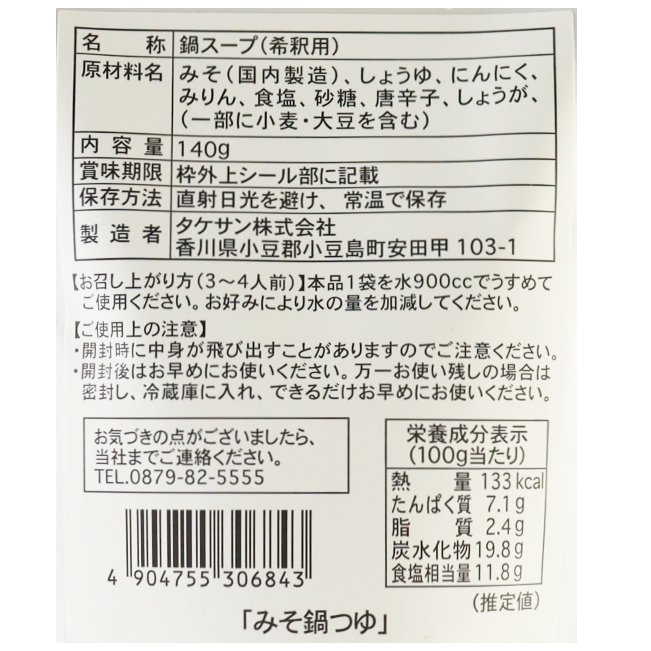 名称 鍋スープ(希釈用)
原材料名 みそ(国内製造)、しょうゆ、にんにく、
みりん、食塩、砂糖、唐辛子、しょうが、
(一部に小麦・大豆を含む)
内容量 140g
賞味期限 枠外上シール部に記載
保存方法 直射日光を避け、常温で保存
製造者 タケサン株式会社
香川県小豆郡小豆島町安田甲103-1
【お召し上がり方(3〜4人前)】本品1袋を水900ccでうすめて
ご使用ください。お好みにより水の量を加減してください。
【ご使用上の注意】
・開封時に中身が飛び出すことがありますのでご注意ください。
・開封後はお早めにお使いください。万一お使い残しの場合は
密封し、冷蔵庫に入れ、できるだけお早めにお使いください。
お気づきの点がございましたら、
当社までご連絡ください。
TEL.0879-82-5555
栄養成分表示
(100g当たり)
熱量 133kcal
たんぱく質 7.1g
脂質 2.4g
炭水化物 19.8g
食塩相当量 11.8g
(推定値)
4 904755 306843
「みそ鍋つゆ」